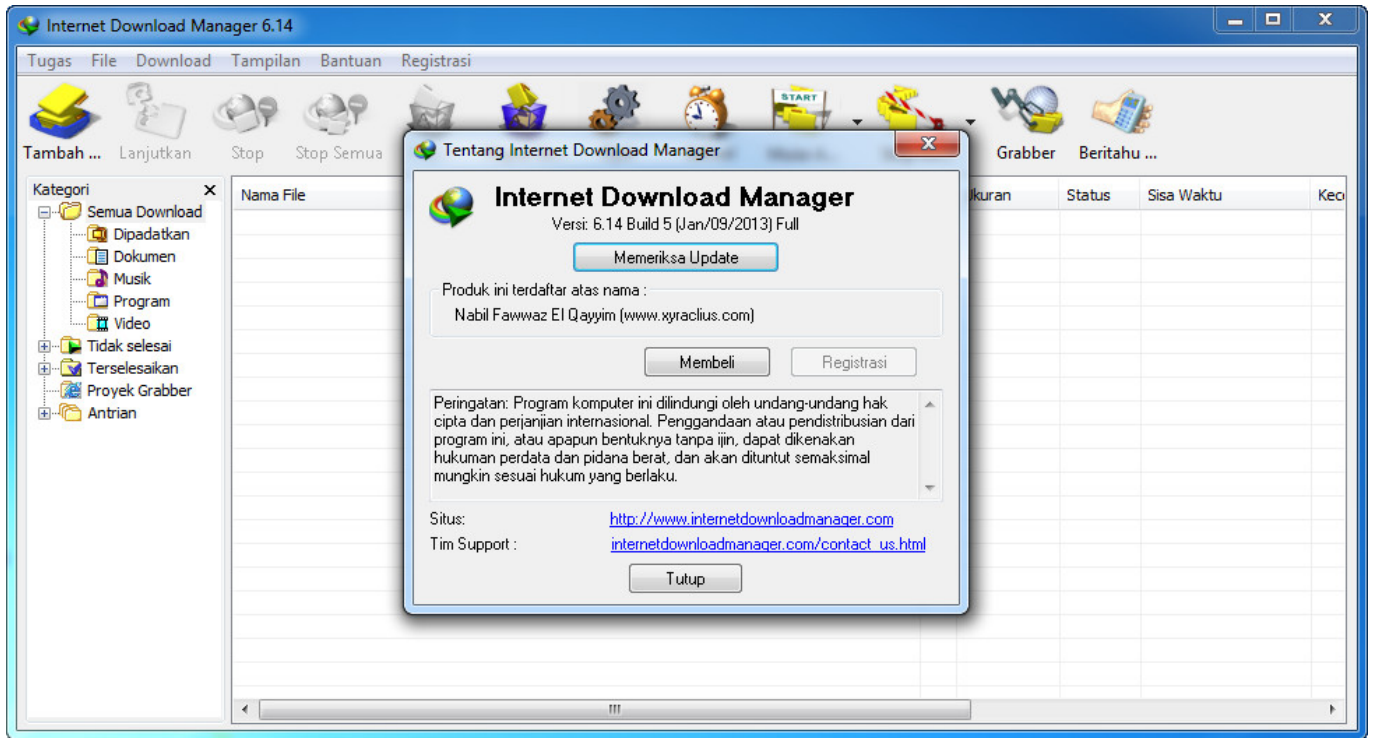 Internet Download Manager 6.14
Tugas File Download Tampilan Bantuan Registrasi
START
Tambah ... Lanjutkan Stop Stop Semua Grabber Beritahu ...
Kategori
Semua Download
Dipadatkan
Dokumen
Musik
Program
Video
Tidak selesai
Terselesaikan
Proyek Grabber
Antrian
Nama File Ukuran Status Sisa Waktu Kec
Tentang Internet Download Manager
Internet Download Manager
Versi: 6.14 Build 5 (Jan/09/2013) Full
Memeriksa Update
Produk ini terdaftar atas nama :
Nabil Fawwaz El Qayyim (www.xyraclius.com)
Membeli Registrasi
Peringatan: Program komputer ini dilindungi oleh undang-undang hak
cipta dan perjanjian internasional. Penggandaan atau pendistribusian dari
program ini, atau apapun bentuknya tanpa ijin, dapat dikenakan
hukuman perdata dan pidana berat, dan akan dituntut semaksimal
mungkin sesuai hukum yang berlaku.
Situs: http://www.internetdownloadmanager.com
Tim Support : internetdownloadmanager.com/contact_us.html
Tutup